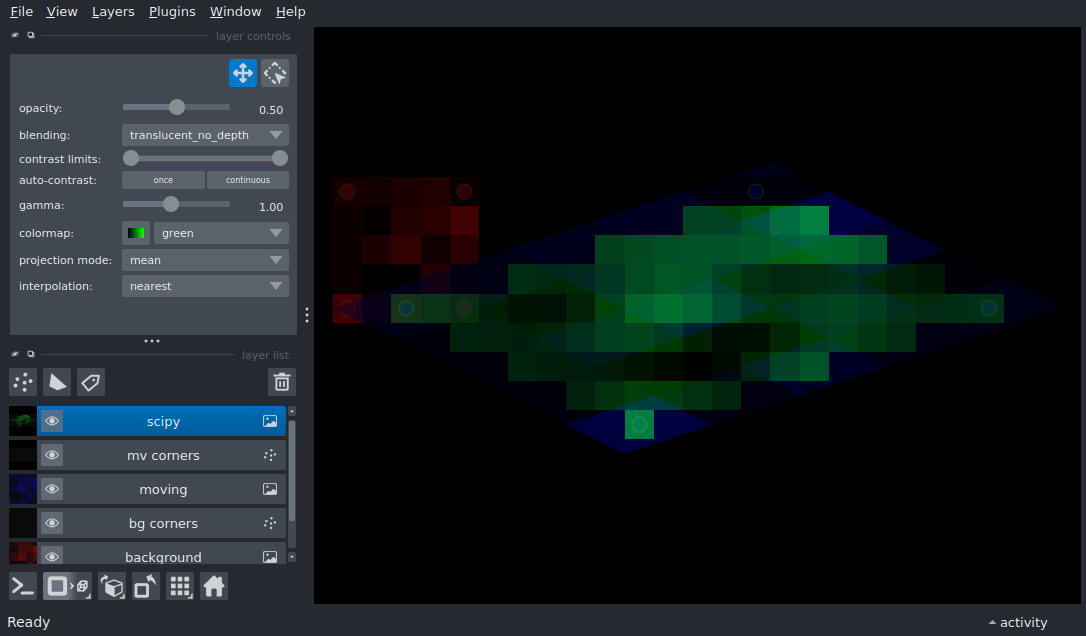 File View Layers Plugins Window Help
layer controls
opacity: 0.50
blending: translucent_no_depth
contrast limits:
auto-contrast: once continuous
gamma: 1.00
colormap: green
projection mode: mean
interpolation: nearest
layer list
scipy
mv corners
moving
bg corners
background
Ready activity